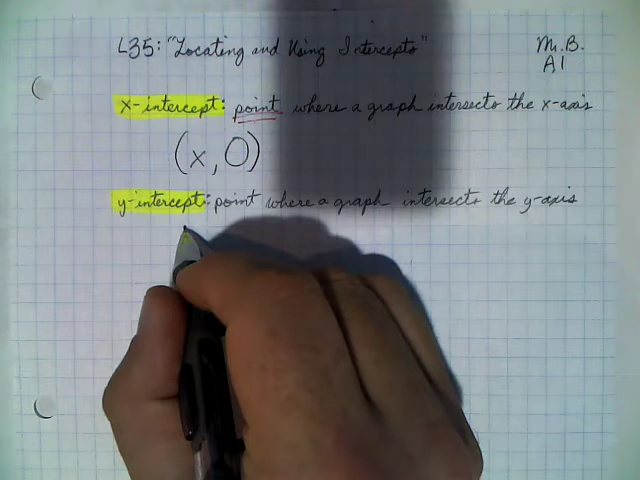 L35: "Locating and Using Intercepts"
M.B.
A1
x-intercept: point where a graph intersects the x-axis
(x, 0)
y-intercept: point where a graph intersects the y-axis